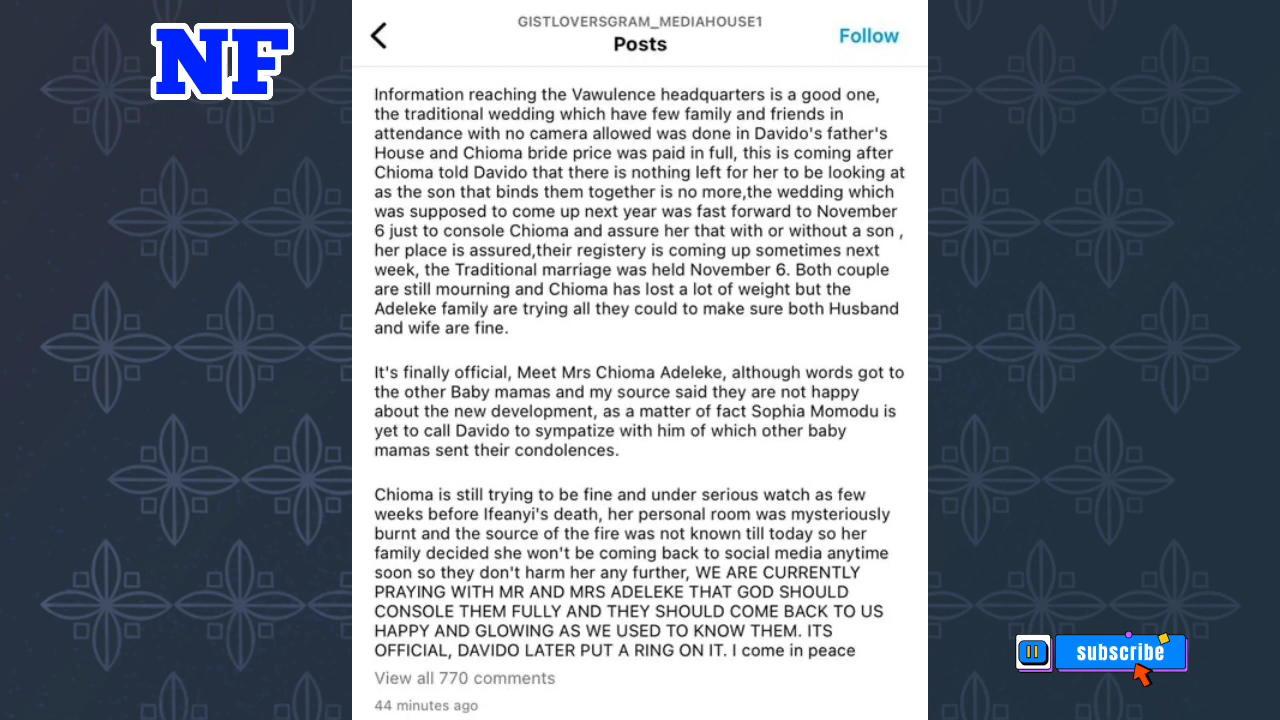 NF
GISTLOVERSGRAM_MEDIAHOUSE1
Posts
Follow
Information reaching the Vawulence headquarters is a good one,
the traditional wedding which have few family and friends in
attendance with no camera allowed was done in Davido's father's
House and Chioma bride price was paid in full, this is coming after
Chioma told Davido that there is nothing left for her to be looking at
as the son that binds them together is no more,the wedding which
was supposed to come up next year was fast forward to November
6 just to console Chioma and assure her that with or without a son ,
her place is assured,their registery is coming up sometimes next
week, the Traditional marriage was held November 6. Both couple
are still mourning and Chioma has lost a lot of weight but the
Adeleke family are trying all they could to make sure both Husband
and wife are fine.
It's finally official, Meet Mrs Chioma Adeleke, although words got to
the other Baby mamas and my source said they are not happy
about the new development, as a matter of fact Sophia Momodu is
yet to call Davido to sympatize with him of which other baby
mamas sent their condolences.
Chioma is still trying to be fine and under serious watch as few
weeks before Ifeanyi's death, her personal room was mysteriously
burnt and the source of the fire was not known till today so her
family decided she won't be coming back to social media anytime
soon so they don't harm her any further, WE ARE CURRENTLY
PRAYING WITH MR AND MRS ADELEKE THAT GOD SHOULD
CONSOLE THEM FULLY AND THEY SHOULD COME BACK TO US
HAPPY AND GLOWING AS WE USED TO KNOW THEM. ITS
OFFICIAL, DAVIDO LATER PUT A RING ON IT. I come in peace
View all 770 comments
44 minutes ago
subscribe